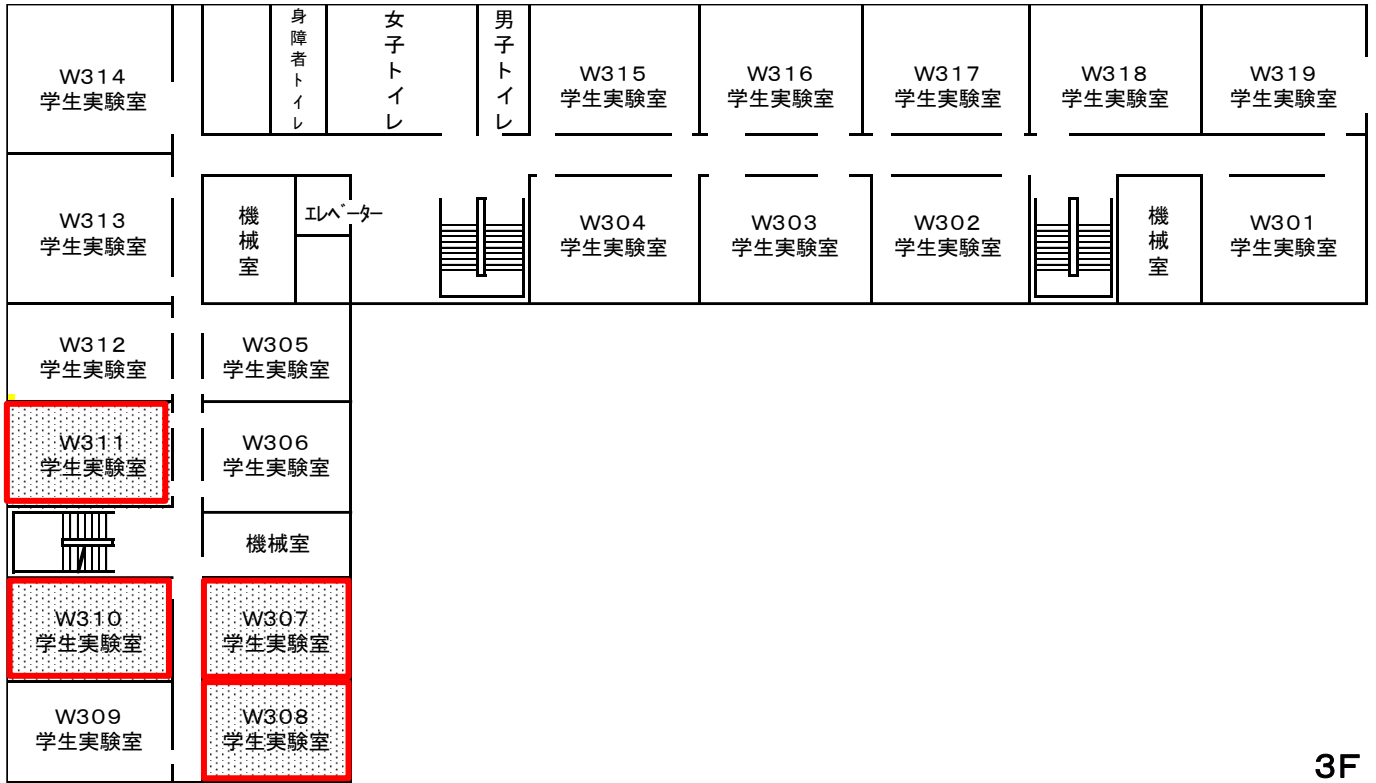 身障者トイレ
女子トイレ
男子トイレ
W314
学生実験室
W315
学生実験室
W316
学生実験室
W317
学生実験室
W318
学生実験室
W319
学生実験室
W313
学生実験室
機械室
エレベーター
W304
学生実験室
W303
学生実験室
W302
学生実験室
機械室
W301
学生実験室
W312
学生実験室
W305
学生実験室
W311
学生実験室
W306
学生実験室
機械室
W310
学生実験室
W307
学生実験室
W309
学生実験室
W308
学生実験室
3F